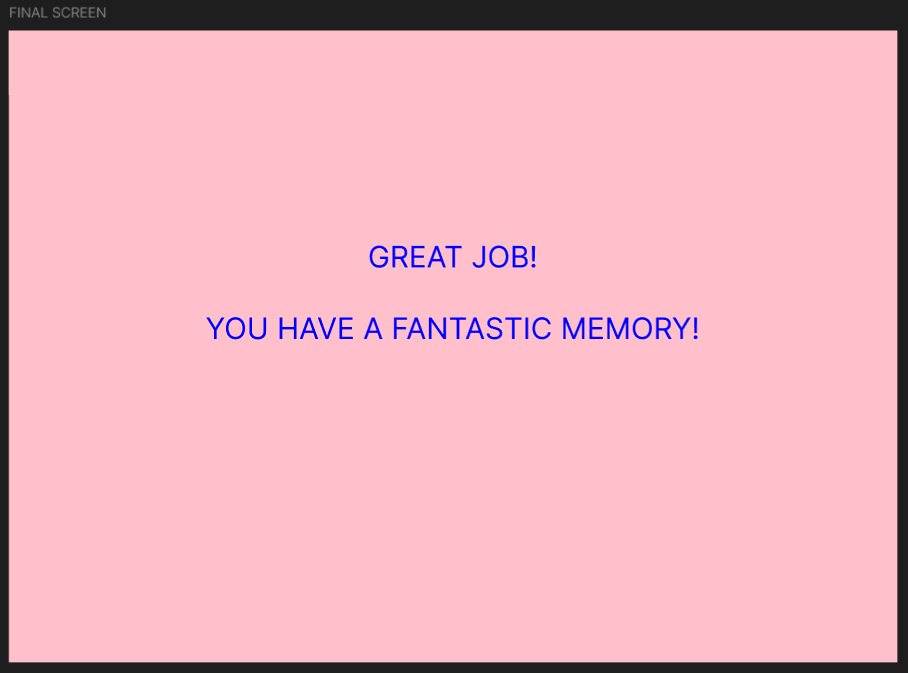 FINAL SCREEN
GREAT JOB!
YOU HAVE A FANTASTIC MEMORY!